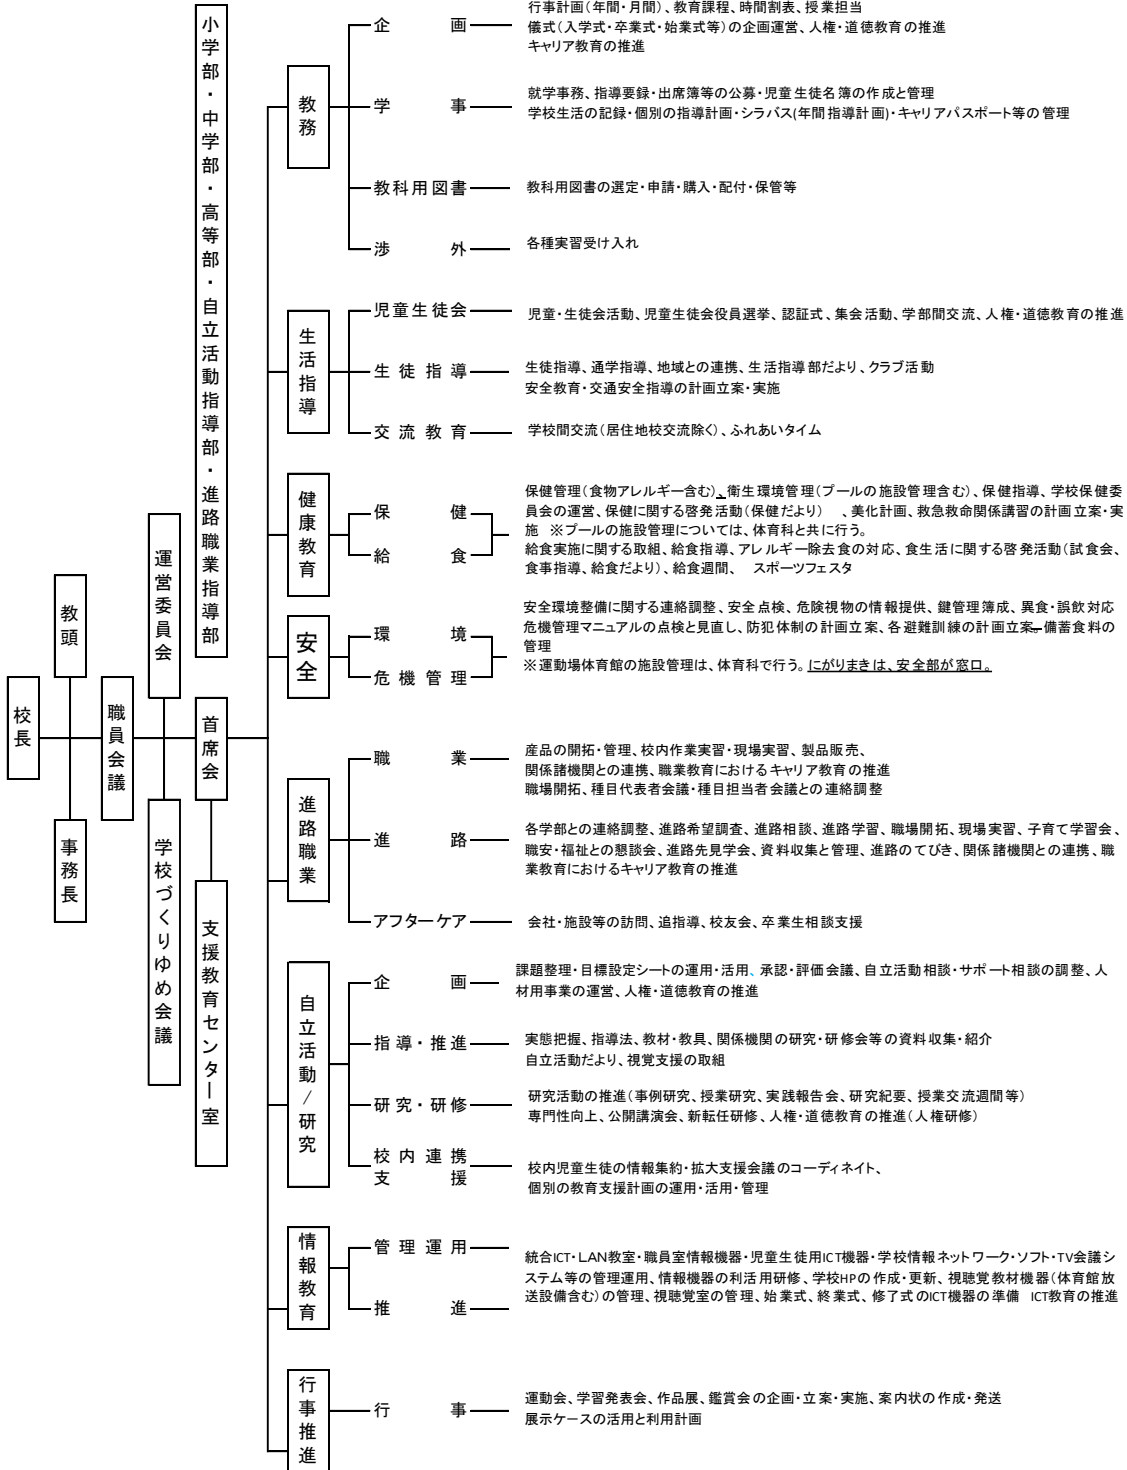 校長
教頭
事務長
職員会議
運営委員会
学校づくりゆめ会議
小学部・中学部・高等部・自立活動指導部・進路職業指導部
首席会
支援教育センター室
教務
企画
行事計画(年間・月間)、教育課程、時間割表、授業担当
儀式(入学式・卒業式・始業式等)の企画運営、人権・道徳教育の推進
キャリア教育の推進
学事
就学事務、指導要録・出席簿等の公募・児童生徒名簿の作成と管理
学校生活の記録・個別の指導計画・シラバス(年間指導計画)・キャリアパスポート等の管理
教科用図書
教科用図書の選定・申請・購入・配付・保管等
渉外
各種実習受け入れ
生活指導
児童生徒会
児童・生徒会活動、児童生徒会役員選挙、認証式、集会活動、学部間交流、人権・道徳教育の推進
生徒指導
生徒指導、通学指導、地域との連携、生活指導部だより、クラブ活動
安全教育・交通安全指導の計画立案・実施
交流教育
学校間交流(居住地校交流除く)、ふれあいタイム
健康教育
保健
給食
保健管理(食物アレルギー含む)、衛生環境管理(プールの施設管理含む)、保健指導、学校保健委
員会の運営、保健に関する啓発活動(保健だより) 、美化計画、救急救命関係講習の計画立案・実
施 ※プールの施設管理については、体育科と共に行う。
給食実施に関する取組、給食指導、アレルギー除去食の対応、食生活に関する啓発活動(試食会、
食事指導、給食だより)、給食週間、 スポーツフェスタ
安全
環境
危機管理
安全環境整備に関する連絡調整、安全点検、危険視物の情報提供、鍵管理簿成、異食・誤飲対応
危機管理マニュアルの点検と見直し、防犯体制の計画立案、各避難訓練の計画立案、備蓄食料の
管理
※運動場体育館の施設管理は、体育科で行う。にがりまきは、安全部が窓口。
進路職業
職業
産品の開拓・管理、校内作業実習・現場実習、製品販売、
関係諸機関との連携、職業教育におけるキャリア教育の推進
職場開拓、種目代表者会議・種目担当者会議との連絡調整
進路
各学部との連絡調整、進路希望調査、進路相談、進路学習、職場開拓、現場実習、子育て学習会、
職安・福祉との懇談会、進路先見学会、資料収集と管理、進路のてびき、関係諸機関との連携、職
業教育におけるキャリア教育の推進
アフターケア
会社・施設等の訪問、追指導、校友会、卒業生相談支援
自立活動/研究
企画
課題整理・目標設定シートの運用・活用、承認・評価会議、自立活動相談・サポート相談の調整、人
材用事業の運営、人権・道徳教育の推進
指導・推進
実態把握、指導法、教材・教具、関係機関の研究・研修会等の資料収集・紹介
自立活動だより、視覚支援の取組
研究・研修
研究活動の推進(事例研究、授業研究、実践報告会、研究紀要、授業交流週間等)
専門性向上、公開講演会、新転任研修、人権・道徳教育の推進(人権研修)
校内連携
支援
校内児童生徒の情報集約・拡大支援会議のコーディネイト、
個別の教育支援計画の運用・活用・管理
情報教育
管理運用
推進
統合ICT・LAN教室・職員室情報機器・児童生徒用ICT機器・学校情報ネットワーク・ソフト・TV会議シ
ステム等の管理運用、情報機器の利活用研修、学校HPの作成・更新、視聴覚教材機器(体育館放
送設備含む)の管理、視聴覚室の管理、始業式、終業式、修了式のICT機器の準備 ICT教育の推進
行事推進
行事
運動会、学習発表会、作品展、鑑賞会の企画・立案・実施、案内状の作成・発送
展示ケースの活用と利用計画